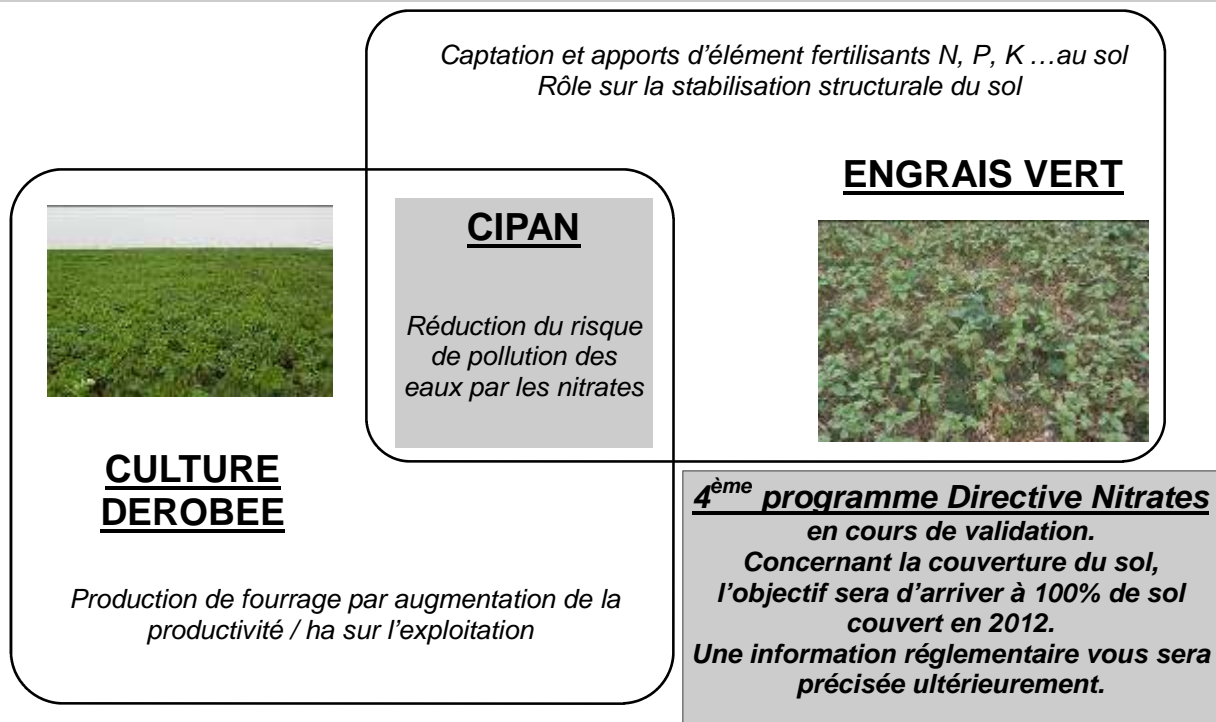 Captation et apports d’élément fertilisants N, P, K …au sol
Rôle sur la stabilisation structurale du sol
ENGRAIS VERT
CIPAN
Réduction du risque
de pollution des
eaux par les nitrates
CULTURE
DEROBEE
Production de fourrage par augmentation de la
productivité / ha sur l’exploitation
4ème programme Directive Nitrates
en cours de validation.
Concernant la couverture du sol,
l’objectif sera d’arriver à 100% de sol
couvert en 2012.
Une information réglementaire vous sera
précisée ultérieurement.